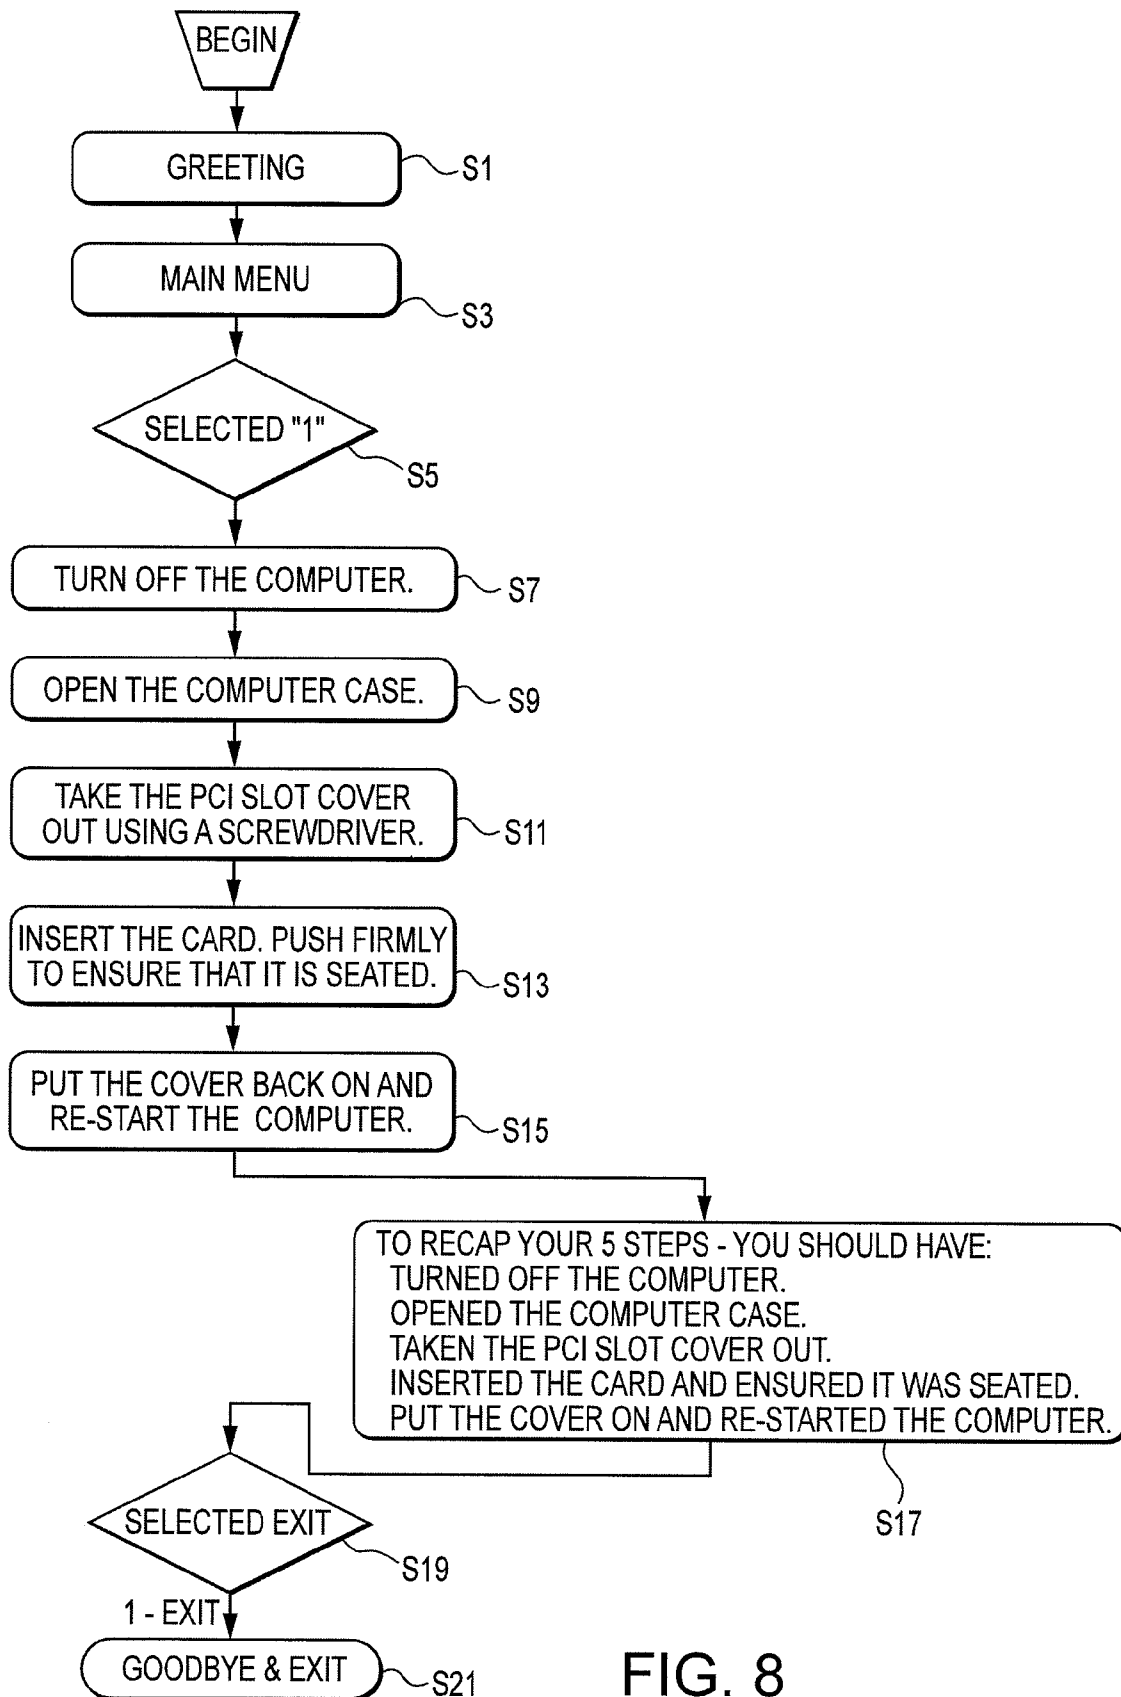 BEGIN
GREETING
S1
MAIN MENU
S3
SELECTED "1"
S5
TURN OFF THE COMPUTER.
S7
OPEN THE COMPUTER CASE.
S9
TAKE THE PCI SLOT COVER
OUT USING A SCREWDRIVER.
S11
INSERT THE CARD. PUSH FIRMLY
TO ENSURE THAT IT IS SEATED.
S13
PUT THE COVER BACK ON AND
RE-START THE COMPUTER.
S15
TO RECAP YOUR 5 STEPS - YOU SHOULD HAVE:
TURNED OFF THE COMPUTER.
OPENED THE COMPUTER CASE.
TAKEN THE PCI SLOT COVER OUT.
INSERTED THE CARD AND ENSURED IT WAS SEATED.
PUT THE COVER ON AND RE-STARTED THE COMPUTER.
S17
SELECTED EXIT
S19
1 - EXIT
GOODBYE & EXIT
S21
FIG. 8